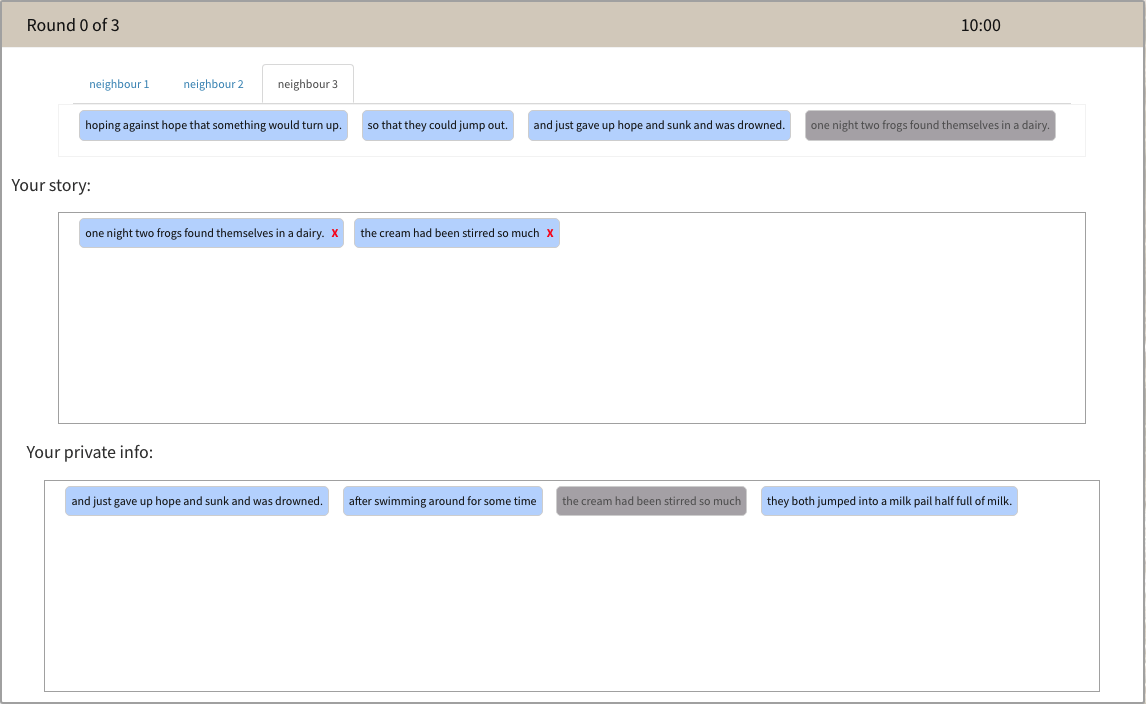 Round 0 of 3 10:00
neighbour 1 neighbour 2 neighbour 3
hoping against hope that something would turn up. so that they could jump out. and just gave up hope and sunk and was drowned. one night two frogs found themselves in a dairy.
Your story:
one night two frogs found themselves in a dairy. X the cream had been stirred so much X
Your private info:
and just gave up hope and sunk and was drowned. after swimming around for some time the cream had been stirred so much they both jumped into a milk pail half full of milk.